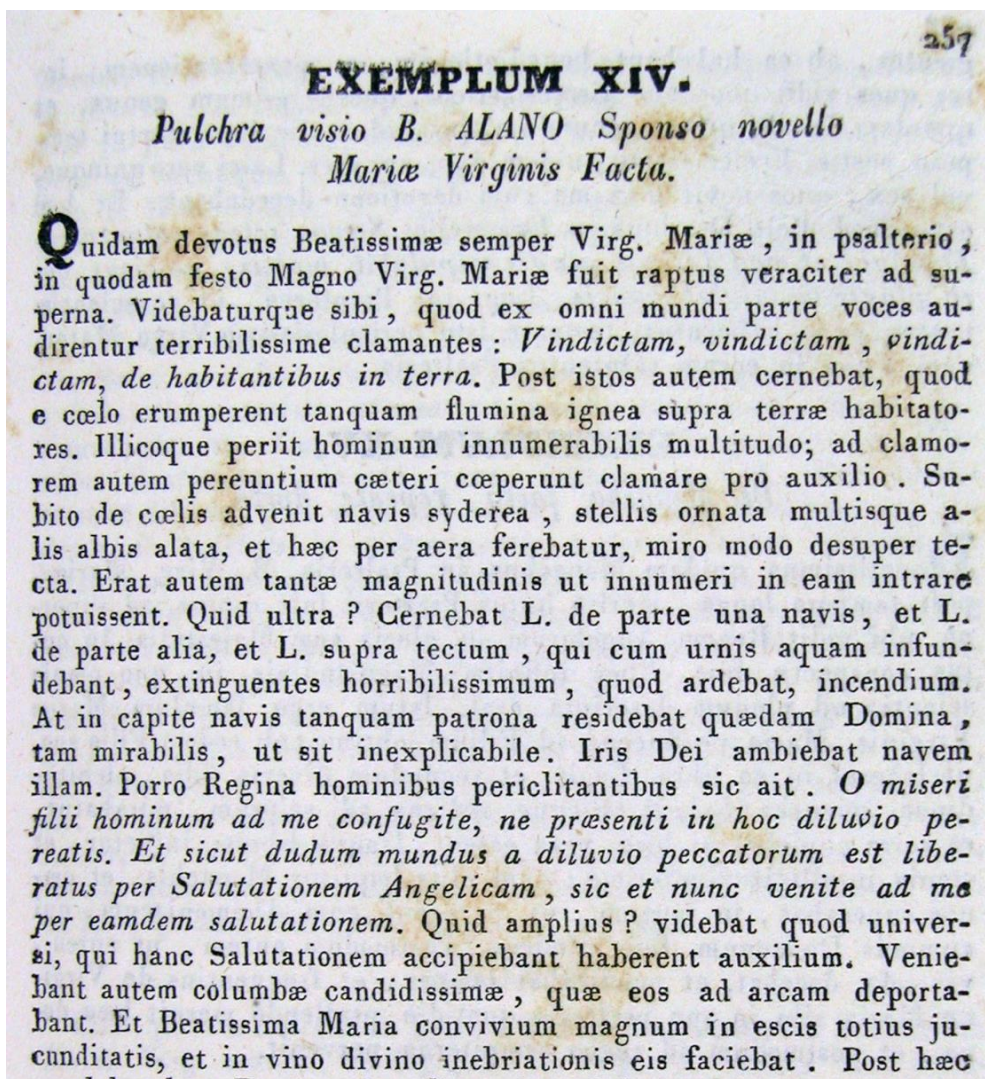 257
EXEMPLUM XIV.
Pulchra visio B. ALANO Sponso novello
Mariæ Virginis Facta.
Quidam devotus Beatissimæ semper Virg. Mariæ, in psalterio,
in quodam festo Magno Virg. Mariæ fuit raptus veraciter ad su-
perna. Videbaturque sibi, quod ex omni mundi parte voces au-
direntur terribilissime clamantes : Vindictam, vindictam, vindi-
ctam, de habitantibus in terra. Post istos autem cernebat, quod
e cœlo erumperent tanquam flumina ignea supra terræ habitato-
res. Illicoque periit hominum innumerabilis multitudo; ad clamo-
rem autem pereuntium cæteri cœperunt clamare pro auxilio. Su-
bito de cœlis advenit navis syderea, stellis ornata multisque a-
lis albis alata, et hæc per aera ferebatur, miro modo desuper te-
cta. Erat autem tantæ magnitudinis ut innumeri in eam intrare
potuissent. Quid ultra ? Cernebat L. de parte una navis, et L.
de parte alia, et L. supra tectum, qui cum urnis aquam infun-
debant, extinguentes horribilissimum, quod ardebat, incendium.
At in capite navis tanquam patrona residebat quædam Domina,
tam mirabilis, ut sit inexplicabile. Iris Dei ambiebat navem
illam. Porro Regina hominibus periclitantibus sic ait. O miseri
filii hominum ad me confugite, ne præsenti in hoc diluvio pe-
reatis. Et sicut dudum mundus a diluvio peccatorum est libe-
ratus per Salutationem Angelicam, sic et nunc venite ad me
per eamdem salutationem. Quid amplius ? videbat quod univer-
si, qui hanc Salutationem accipiebant haberent auxilium. Venie-
bant autem columbæ candidissimæ, quæ eos ad arcam deporta-
bant. Et Beatissima Maria convivium magnum in escis totius ju-
cunditatis, et in vino divino inebriationis eis faciebat. Post hæc